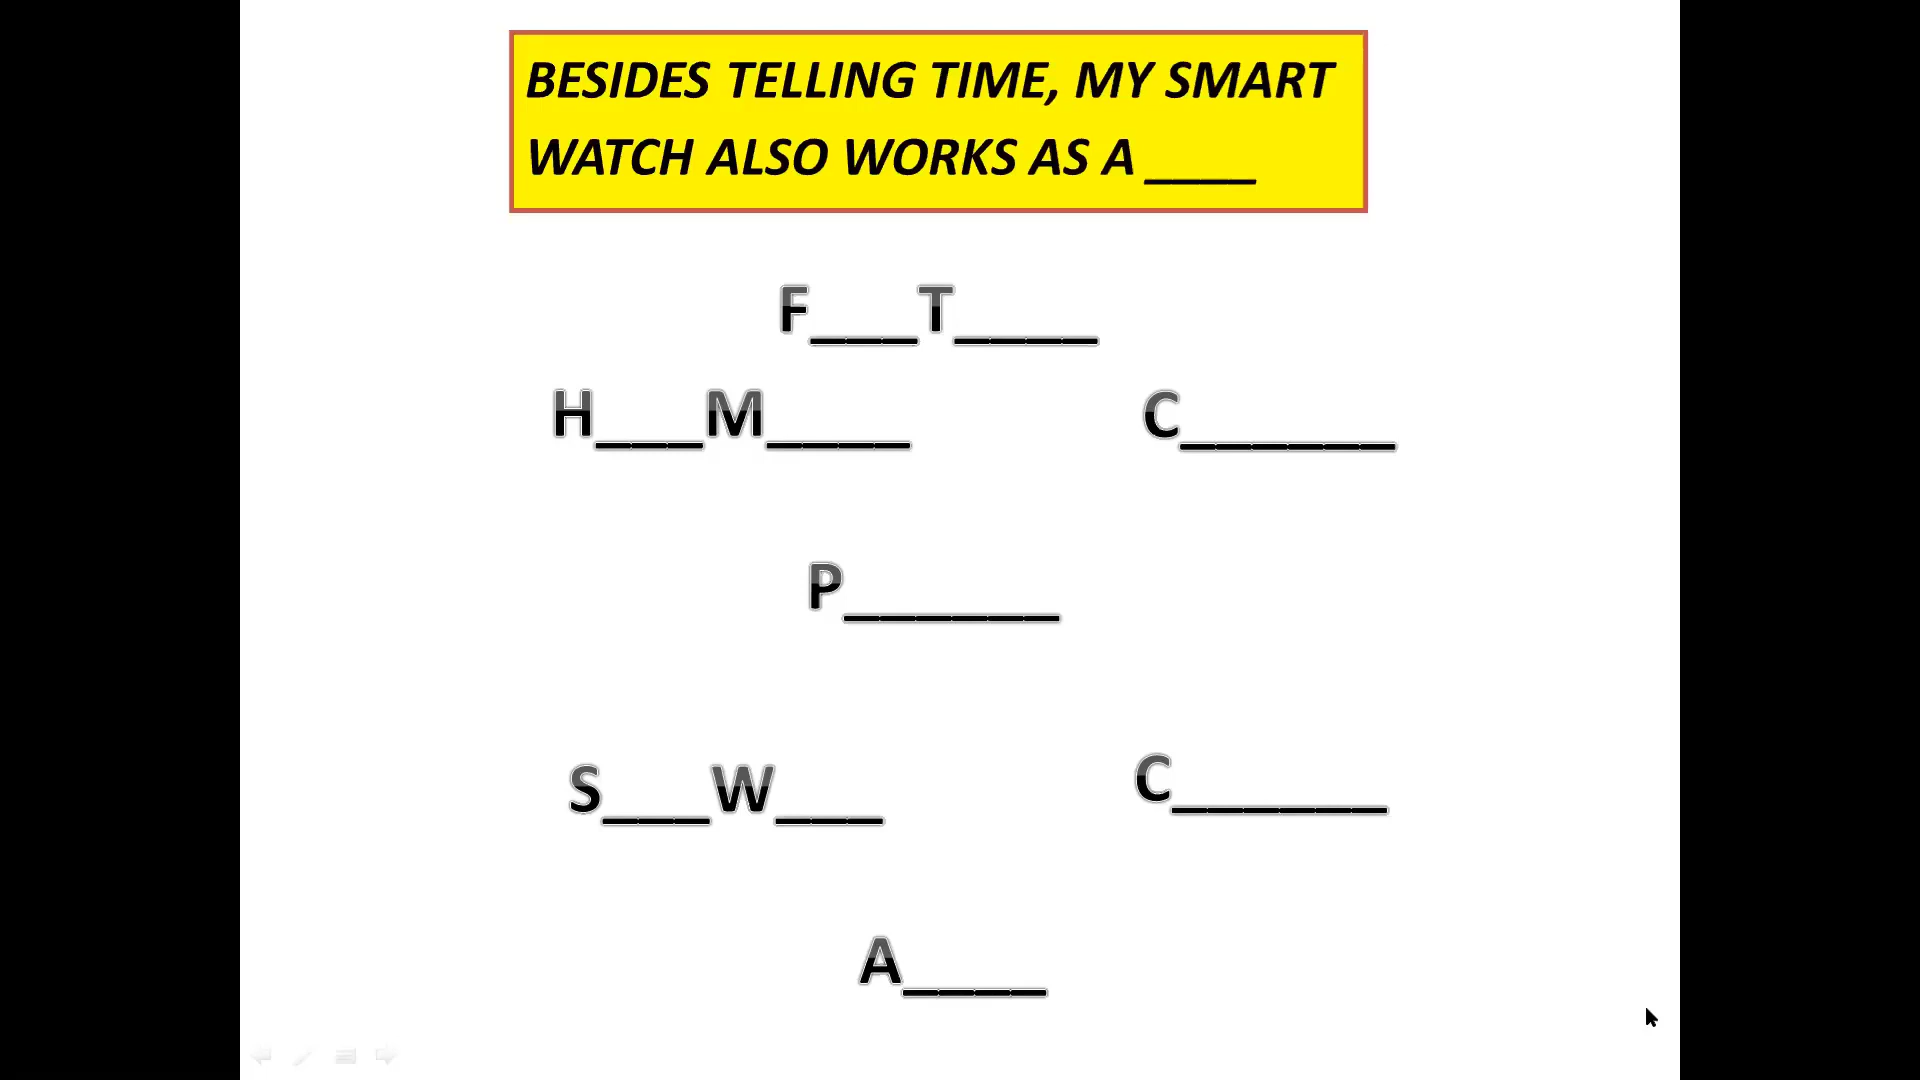 BESIDES TELLING TIME, MY SMART
WATCH ALSO WORKS AS A ____
F___T____
H___M____ C______
P______
S___W___ C______
A____